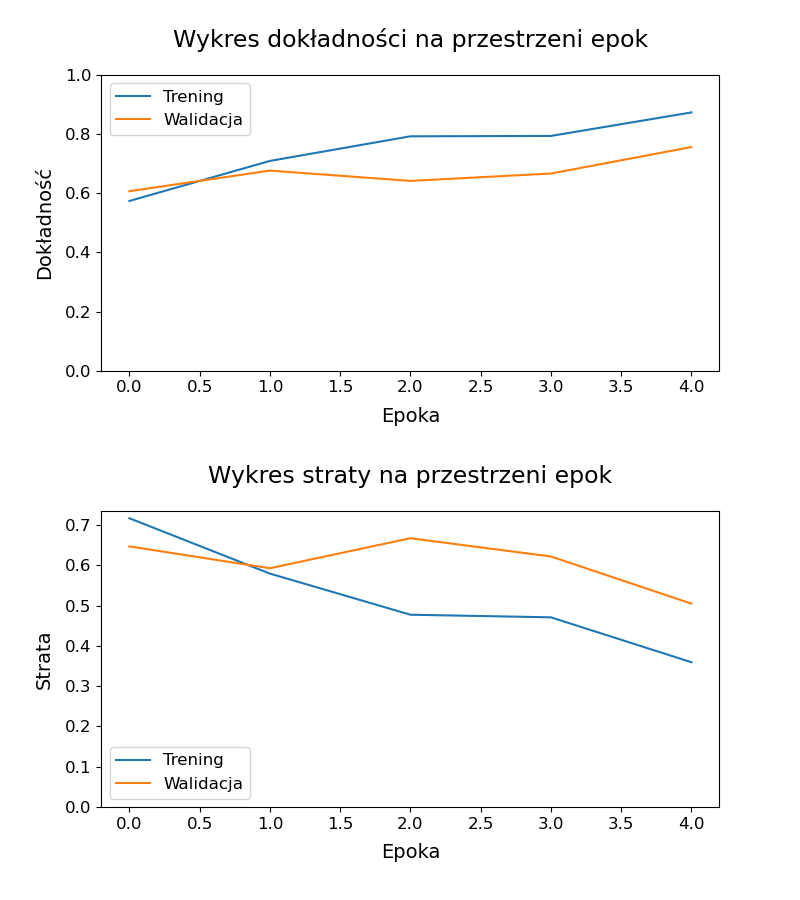 Wykres dokładności na przestrzeni epok
1.0
0.8
0.6
0.4
0.2
0.0
Dokładność
Trening
Walidacja
0.0 0.5 1.0 1.5 2.0 2.5 3.0 3.5 4.0
Epoka
Wykres straty na przestrzeni epok
0.7
0.6
0.5
0.4
0.3
0.2
0.1
0.0
Strata
Trening
Walidacja
0.0 0.5 1.0 1.5 2.0 2.5 3.0 3.5 4.0
Epoka